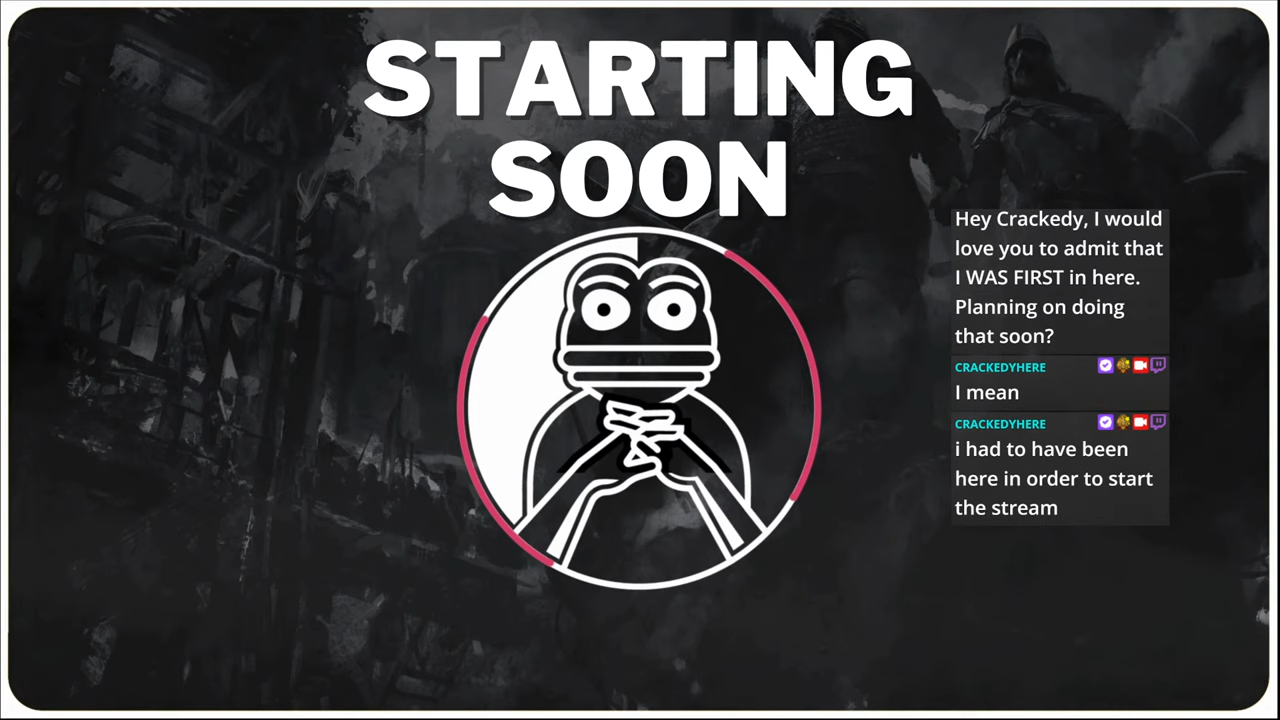 STARTING
SOON
Hey Crackedy, I would
love you to admit that
I WAS FIRST in here.
Planning on doing
that soon?
CRACKEDYHERE
I mean
CRACKEDYHERE
i had to have been
here in order to start
the stream